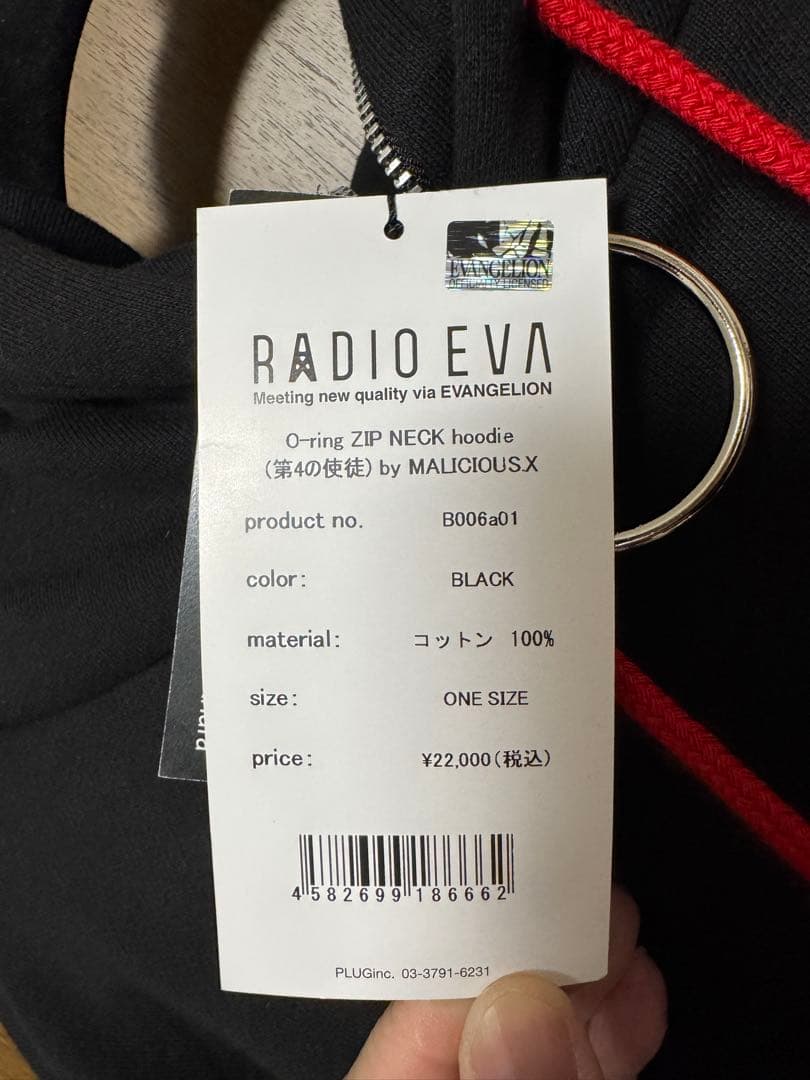 EVANGELION
OFFICIALLY LICENSED
RADIO EVA
Meeting new quality via EVANGELION
O-ring ZIP NECK hoodie
(第4の使徒) by MALICIOUS.X
product no. B006a01
color: BLACK
material: コットン 100%
size: ONE SIZE
price: ¥22,000(税込)
4582699186662
PLUGinc. 03-3791-6231